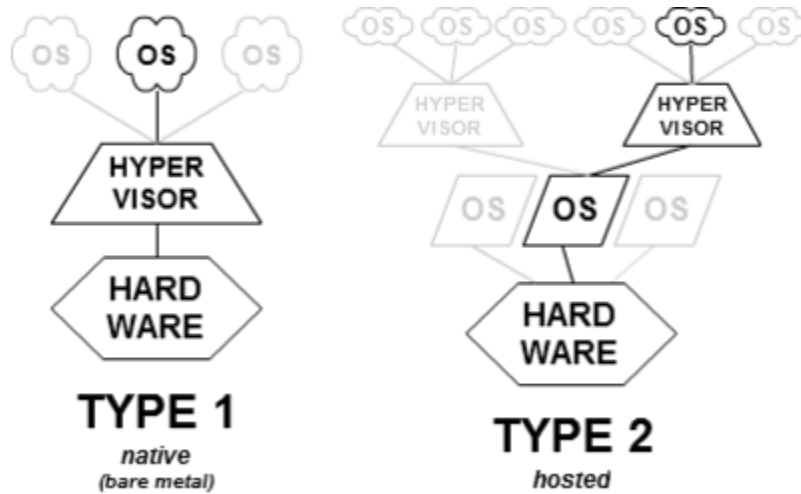 OS OS OS
HYPER
VISOR
HARD
WARE
TYPE 1
native
(bare metal)
OS OS OS OS OS OS
HYPER
VISOR
HYPER
VISOR
OS OS OS
HARD
WARE
TYPE 2
hosted